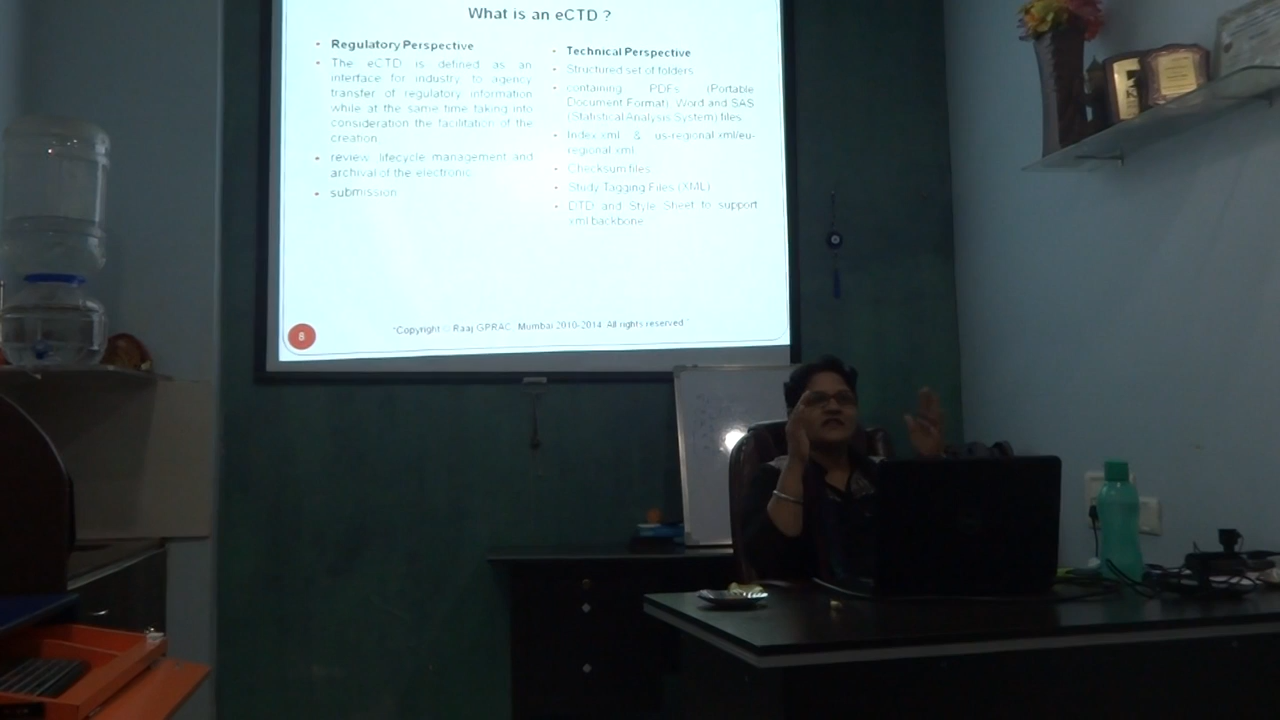 What is an eCTD ?
• Regulatory Perspective
• The eCTD is defined as an
interface for industry to agency
transfer of regulatory information
while at the same time taking into
consideration the facilitation of the
creation
• review lifecycle management and
archival of the electronic
• submission
• Technical Perspective
• Structured set of folders
• containing PDFs (Portable
Document Format), Word and SAS
(Statistical Analysis System) files
• Index.xml & us-regional.xml/eu-
regional.xml
• Checksum files
• Study Tagging Files (XML)
• DTD and Style Sheet to support
xml backbone
8
"Copyright © Raaj GPRAC, Mumbai 2010-2014. All rights reserved."